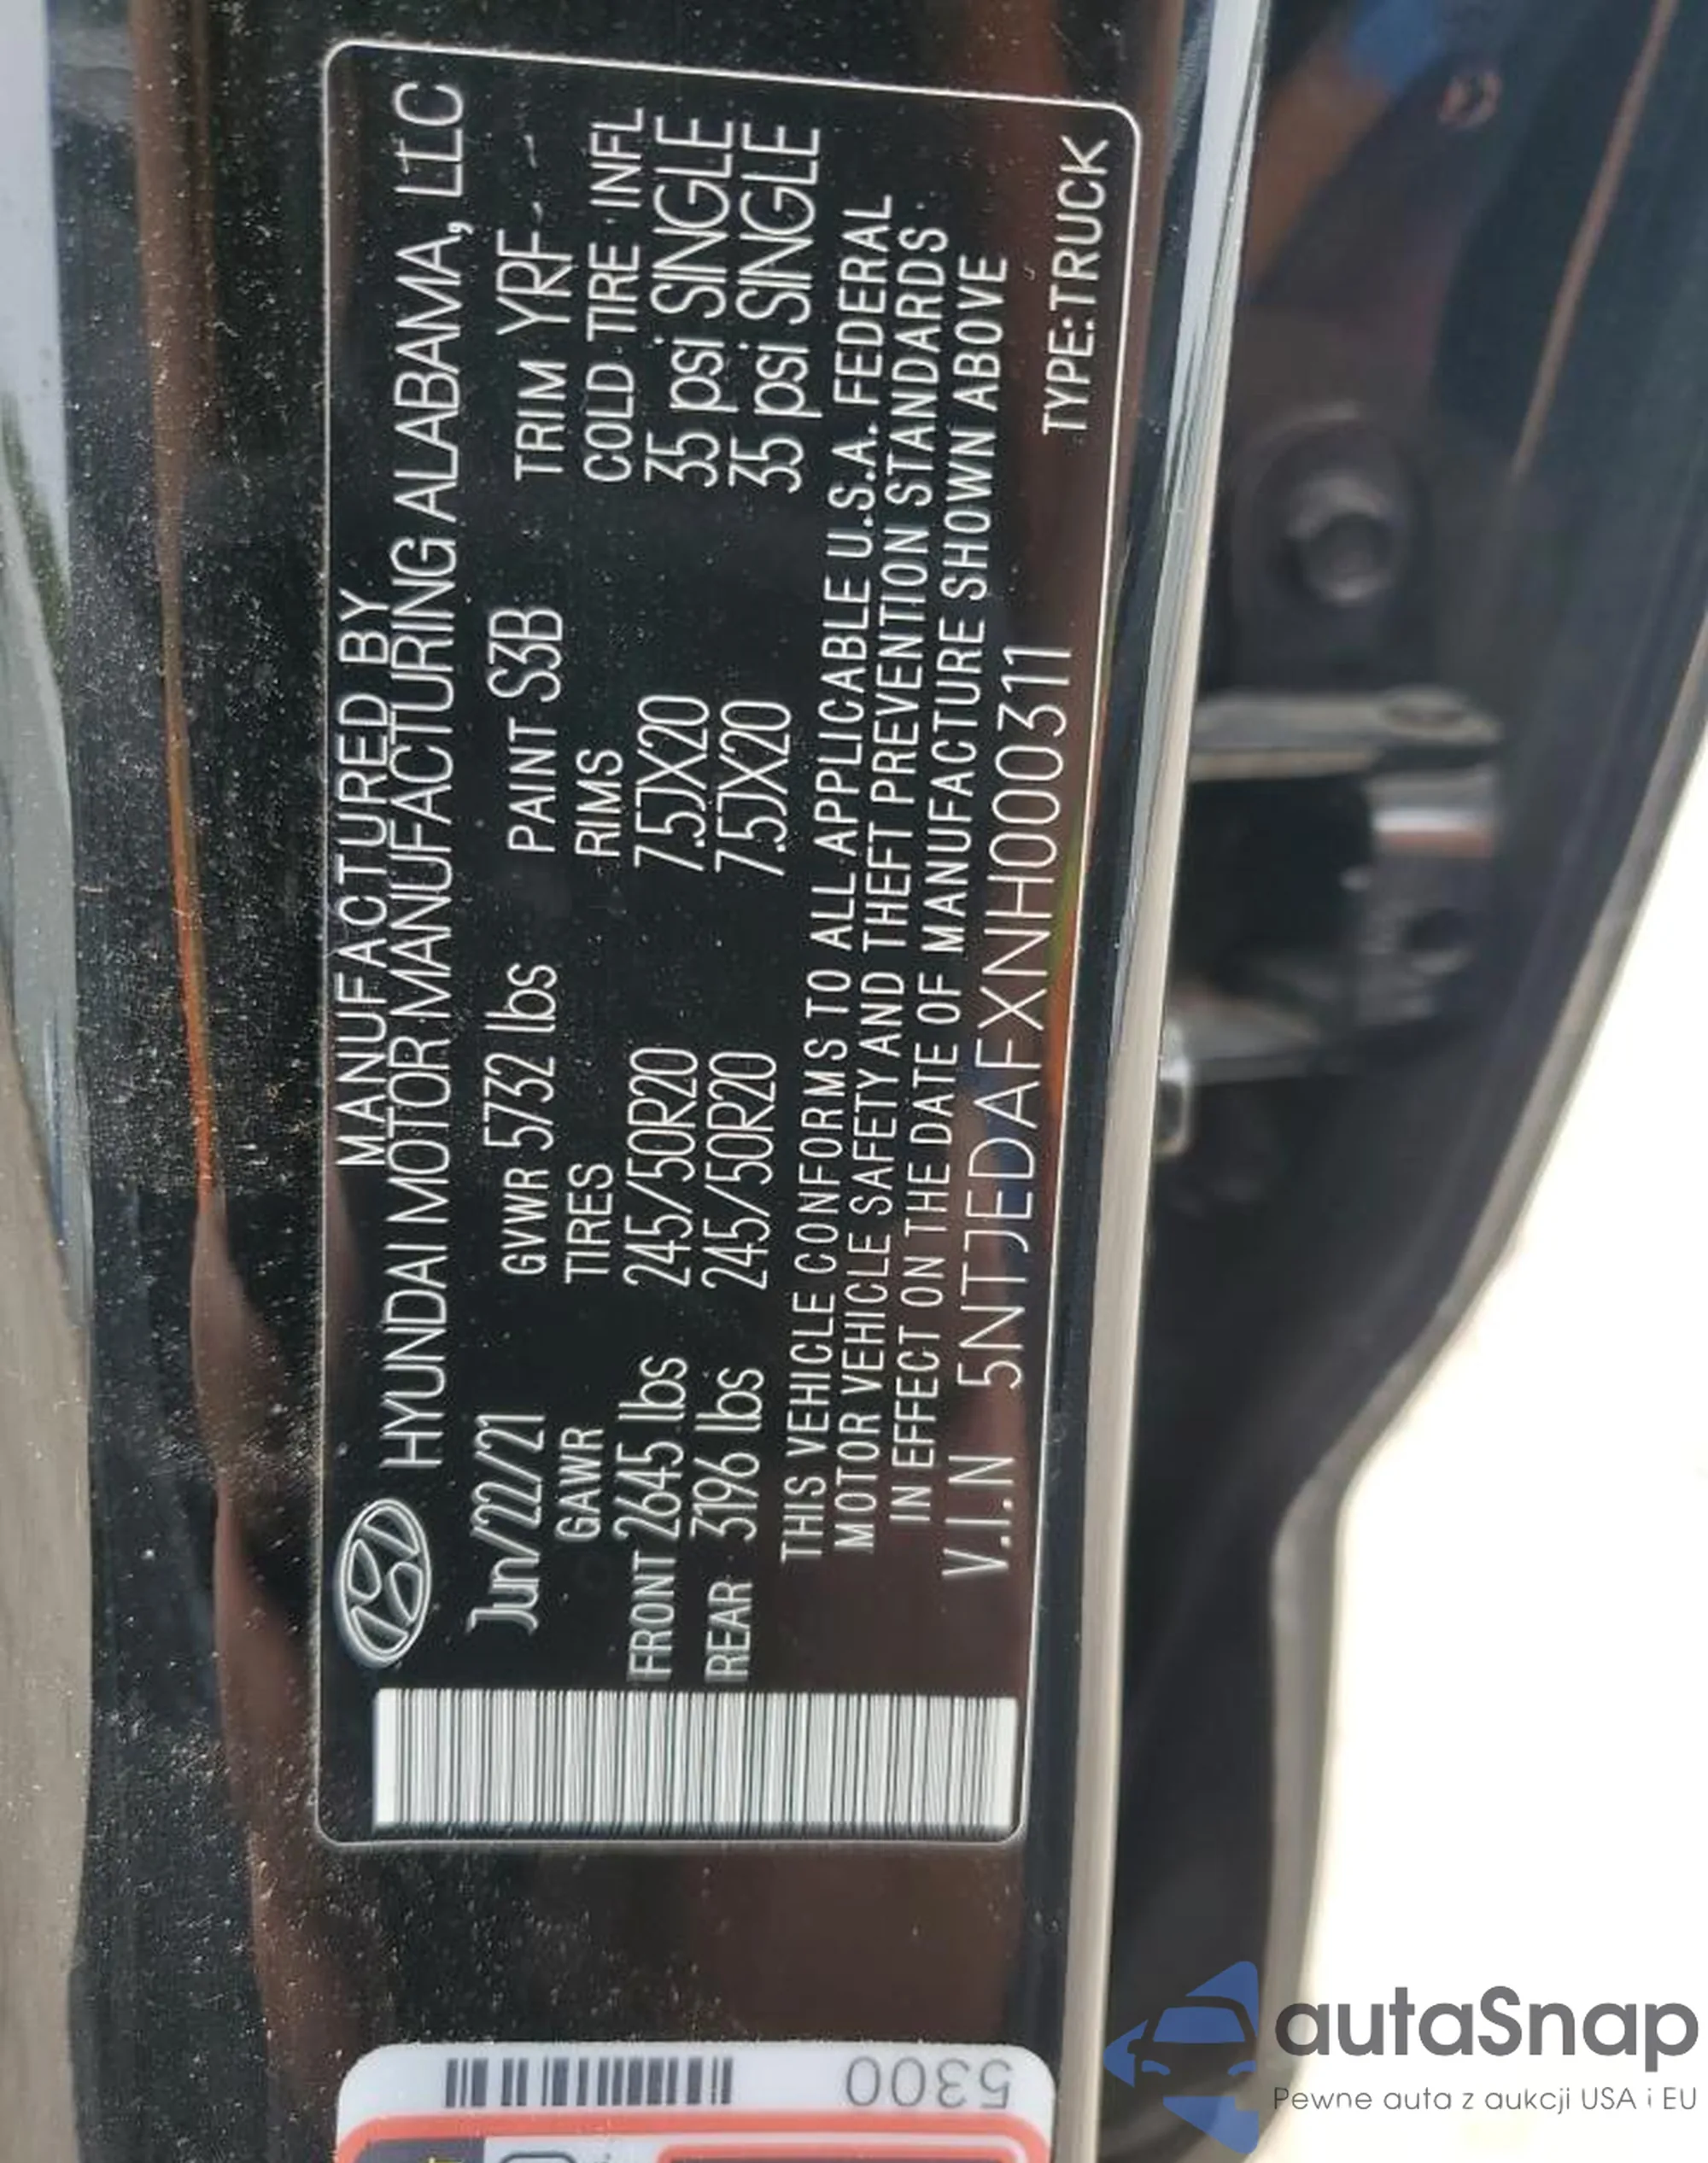 MANUFACTURED BY
HYUNDAI MOTOR MANUFACTURING ALABAMA, LLC
Jun/22/21 GVWR 5732 lbs PAINT S3B TRIM YRF
GAWR TIRES RIMS COLD TIRE INFL
FRONT 2645 lbs 245/50R20 7.5JX20 35 psi SINGLE
REAR 3196 lbs 245/50R20 7.5JX20 35 psi SINGLE
THIS VEHICLE CONFORMS TO ALL APPLICABLE U.S.A. FEDERAL
MOTOR VEHICLE SAFETY AND THEFT PREVENTION STANDARDS
IN EFFECT ON THE DATE OF MANUFACTURE SHOWN ABOVE
V.I.N 5NTJEDAFXNH000311
TYPE:TRUCK
5300
autaSnap
Pewne auta z aukcji USA i EU